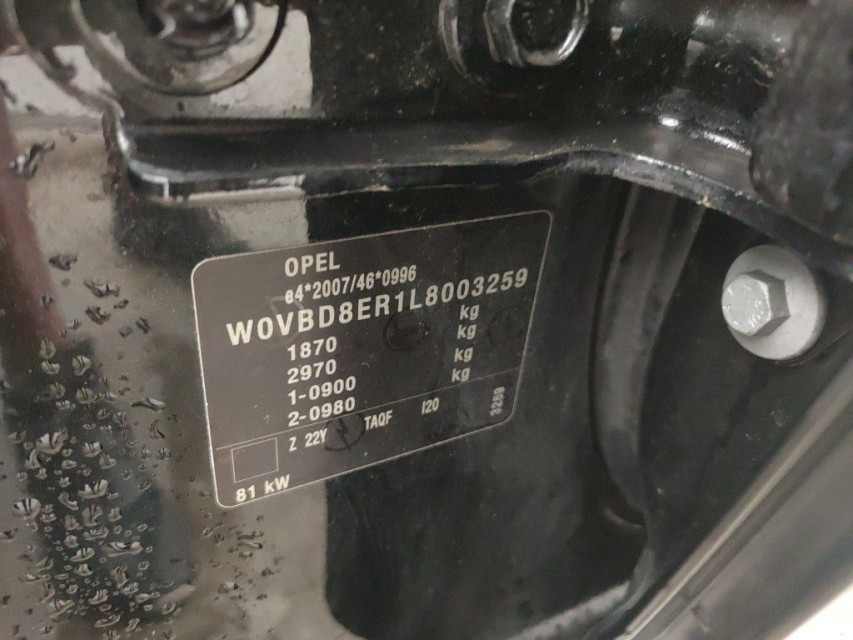 OPEL
e4*2007/46*0996
W0VBD8ER1L8003259
1870 kg
2970 kg
1-0900 kg
2-0980 kg
Z 22Y TAQF I20 3259
81 kW